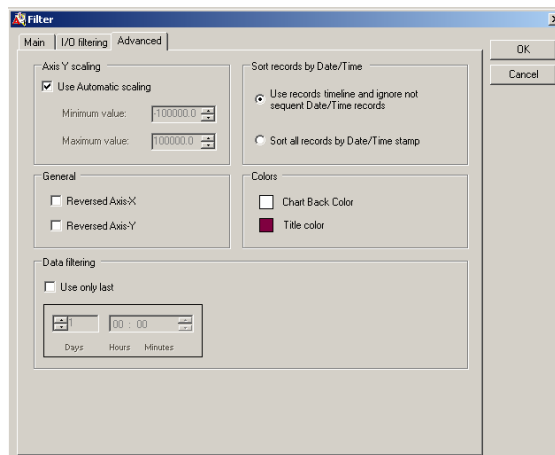 Filter
Main
I/O filtering
Advanced
OK
Cancel
Axis Y scaling
Use Automatic scaling
Minimum value:
-100000.0
Maximum value:
100000.0
Sort records by Date/Time
Use records timeline and ignore not
sequent Date/Time records
Sort all records by Date/Time stamp
General
Reversed Axis-X
Reversed Axis-Y
Colors
Chart Back Color
Title color
Data filtering
Use only last
1
00 : 00
Days
Hours
Minutes